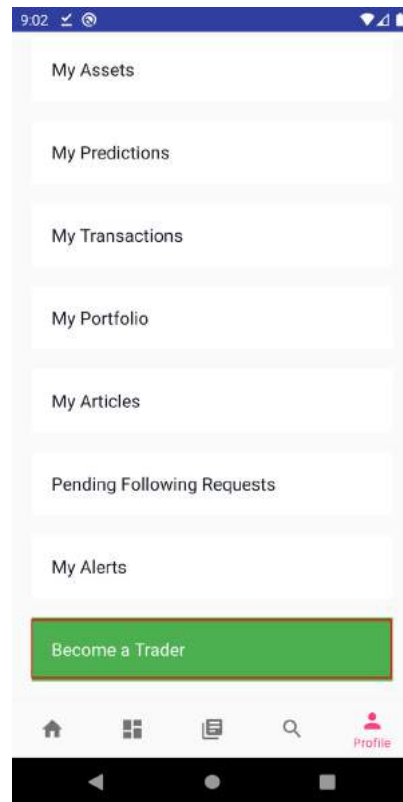 9:02
My Assets
My Predictions
My Transactions
My Portfolio
My Articles
Pending Following Requests
My Alerts
Become a Trader
Profile